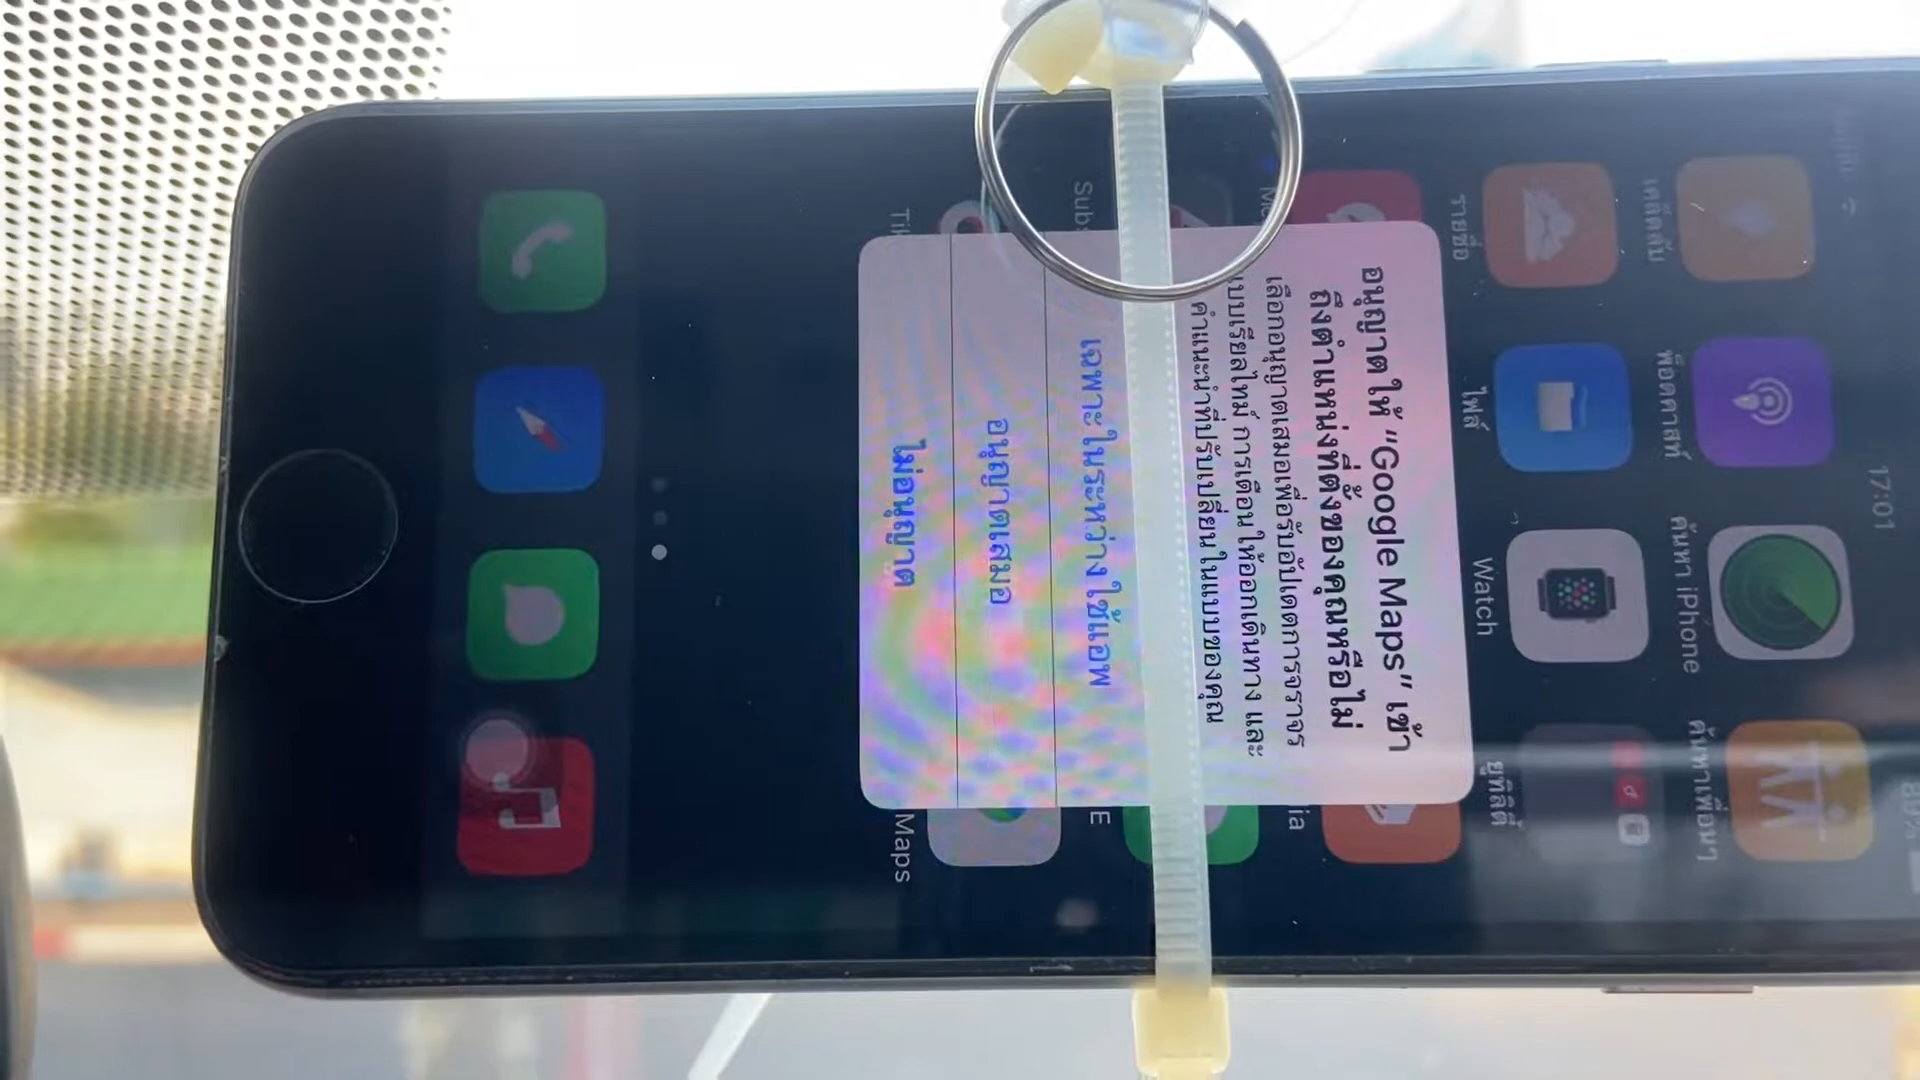 17:01
89%
เคล็ดลับ
พ็อดคาสท์
ค้นหา iPhone
ค้นหาเพื่อนๆ
รายชื่อ
ไฟล์
Watch
ยูทิลิตี้
อนุญาตให้ “Google Maps” เข้า
ถึงตำแหน่งที่ตั้งของคุณหรือไม่
เลือกอนุญาตเสมอเพื่อรับอัปเดตการจราจร
แบบเรียลไทม์ การเตือนให้ออกเดินทาง และ
คำแนะนำที่ปรับเปลี่ยนในแบบของคุณ
เฉพาะในระหว่างใช้แอพ
อนุญาตเสมอ
ไม่อนุญาต
Maps